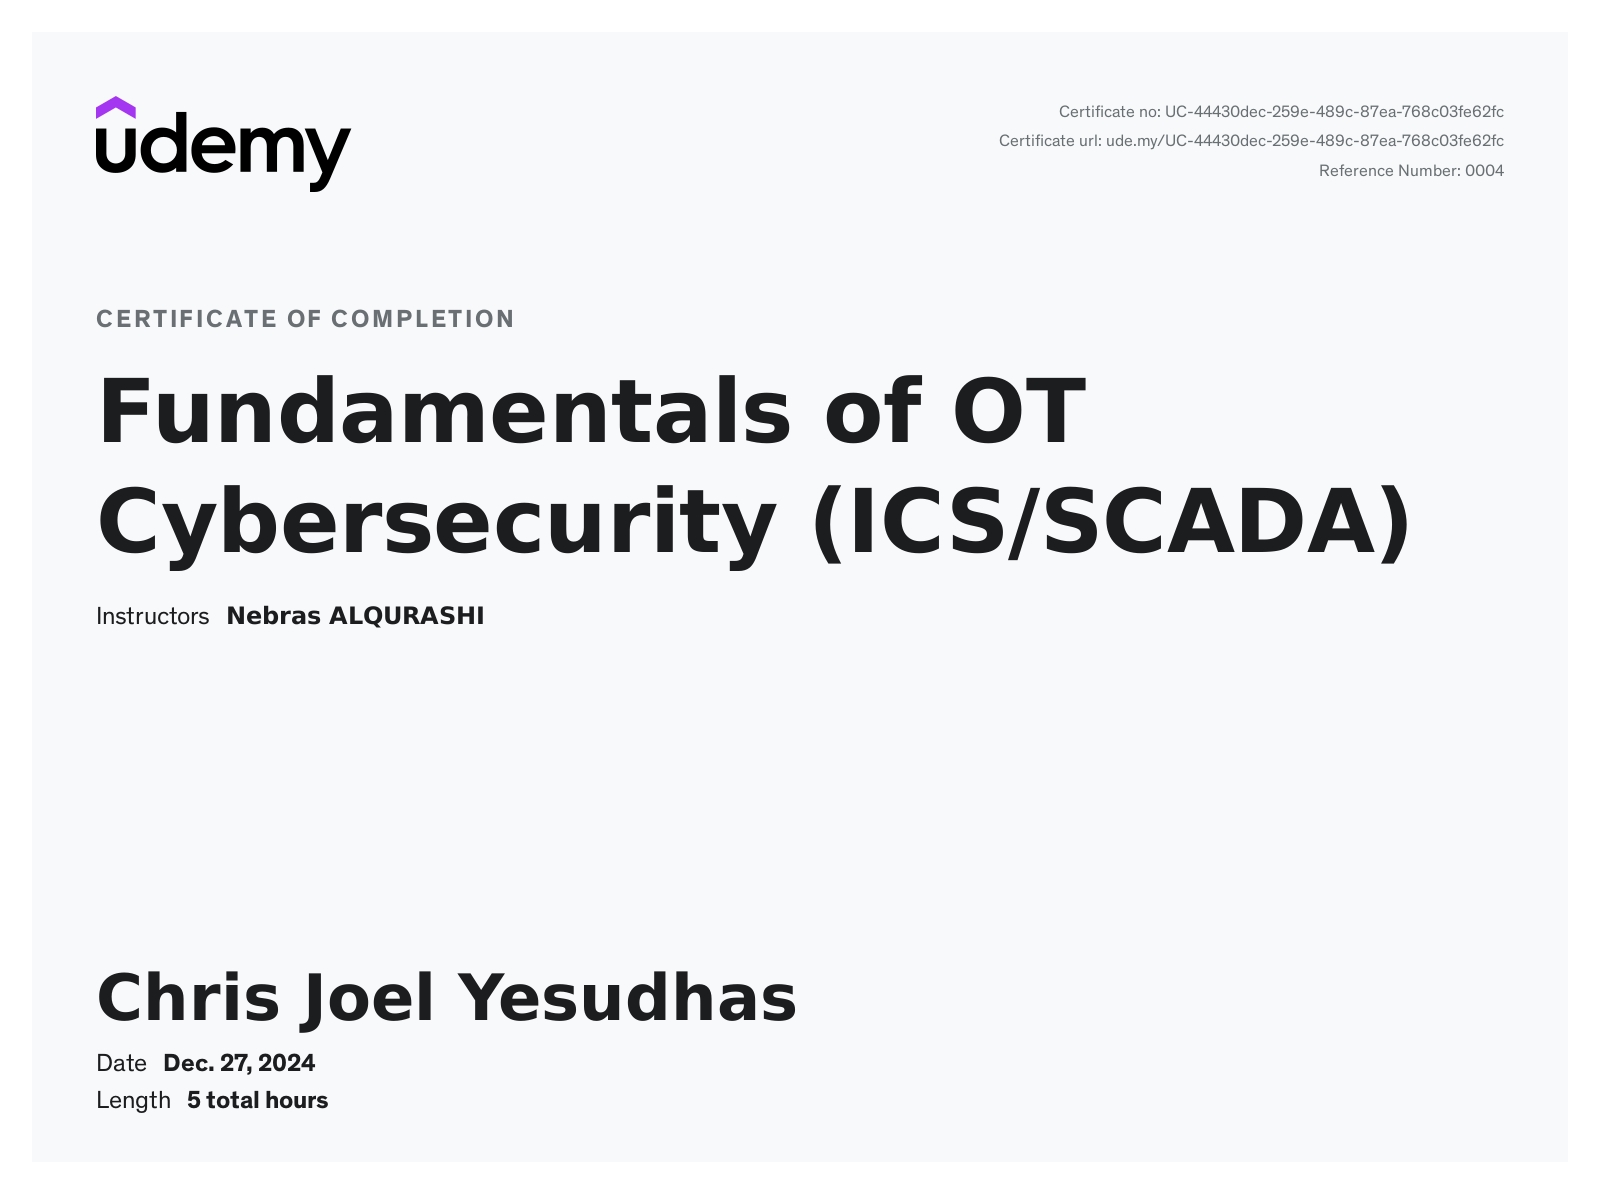 udemy
Certificate no: UC-44430dec-259e-489c-87ea-768c03fe62fc
Certificate url: ude.my/UC-44430dec-259e-489c-87ea-768c03fe62fc
Reference Number: 0004
CERTIFICATE OF COMPLETION
Fundamentals of OT
Cybersecurity (ICS/SCADA)
Instructors Nebras ALQURASHI
Chris Joel Yesudhas
Date Dec. 27, 2024
Length 5 total hours